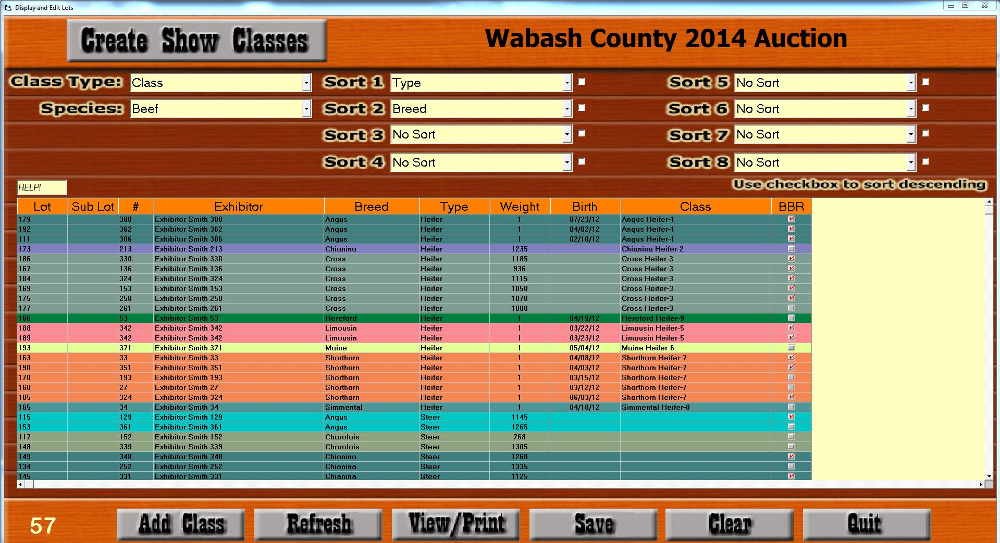 Display and Edit Lots
Create Show Classes
Wabash County 2014 Auction
Class Type: Class Sort 1 Type Sort 5 No Sort
Species: Beef Sort 2 Breed Sort 6 No Sort
Sort 3 No Sort Sort 7 No Sort
Sort 4 No Sort Sort 8 No Sort
HELP!
Use checkbox to sort descending
Lot Sub Lot # Exhibitor Breed Type Weight Birth Class BBR
179 300 Exhibitor Smith 300 Angus Heifer 1 07/23/12 Angus Heifer-1
192 362 Exhibitor Smith 362 Angus Heifer 1 04/02/12 Angus Heifer-1
111 306 Exhibitor Smith 306 Angus Heifer 1 02/10/12 Angus Heifer-1
173 213 Exhibitor Smith 213 Chianina Heifer 1235 Chianina Heifer-2
186 330 Exhibitor Smith 330 Cross Heifer 1185 Cross Heifer-3
167 136 Exhibitor Smith 136 Cross Heifer 936 Cross Heifer-3
184 324 Exhibitor Smith 324 Cross Heifer 1115 Cross Heifer-3
169 153 Exhibitor Smith 153 Cross Heifer 1050 Cross Heifer-3
175 258 Exhibitor Smith 258 Cross Heifer 1070 Cross Heifer-3
177 261 Exhibitor Smith 261 Cross Heifer 1000 Cross Heifer-3
166 53 Exhibitor Smith 53 Hereford Heifer 1 04/19/12 Hereford Heifer-9
188 342 Exhibitor Smith 342 Limousin Heifer 1 03/22/12 Limousin Heifer-5
189 342 Exhibitor Smith 342 Limousin Heifer 1 03/23/12 Limousin Heifer-5
193 371 Exhibitor Smith 371 Maine Heifer 1 05/04/12 Maine Heifer-6
163 33 Exhibitor Smith 33 Shorthorn Heifer 1 04/08/12 Shorthorn Heifer-7
190 351 Exhibitor Smith 351 Shorthorn Heifer 1 04/03/12 Shorthorn Heifer-7
170 193 Exhibitor Smith 193 Shorthorn Heifer 1 03/15/12 Shorthorn Heifer-7
160 27 Exhibitor Smith 27 Shorthorn Heifer 1 03/12/12 Shorthorn Heifer-7
185 324 Exhibitor Smith 324 Shorthorn Heifer 1 06/03/12 Shorthorn Heifer-7
165 34 Exhibitor Smith 34 Simmental Heifer 1 04/18/12 Simmental Heifer-8
115 129 Exhibitor Smith 129 Angus Steer 1145
153 361 Exhibitor Smith 361 Angus Steer 1265
117 152 Exhibitor Smith 152 Charolais Steer 768
148 339 Exhibitor Smith 339 Charolais Steer 1305
149 348 Exhibitor Smith 348 Chianina Steer 1260
134 252 Exhibitor Smith 252 Chianina Steer 1335
145 331 Exhibitor Smith 331 Chianina Steer 1125
57 Add Class Refresh View/Print Save Clear Quit